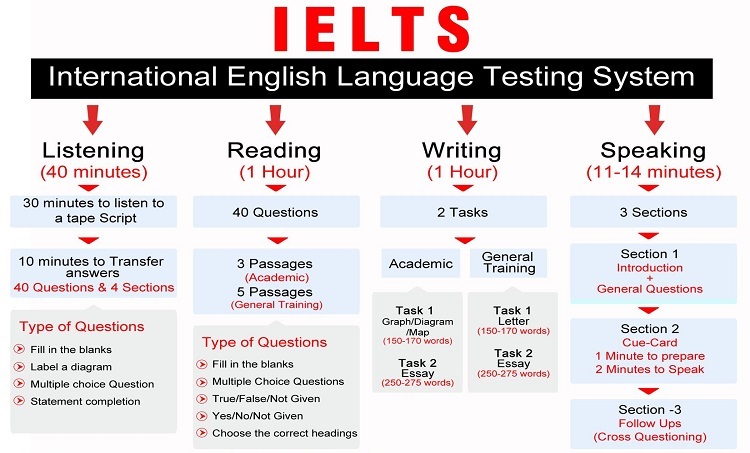 IELTS
International English Language Testing System
Listening
(40 minutes)
30 minutes to listen to
a tape Script
10 minutes to Transfer
answers
40 Questions & 4 Sections
Type of Questions
Fill in the blanks
Label a diagram
Multiple choice Question
Statement completion
Reading
(1 Hour)
40 Questions
3 Passages
(Academic)
5 Passages
(General Training)
Type of Questions
Fill in the blanks
Multiple Choice Questions
True/False/Not Given
Yes/No/Not Given
Choose the correct headings
Writing
(1 Hour)
2 Tasks
Academic
Task 1
Graph/Diagram
/Map
(150-170 words)
Task 2
Essay
(250-275 words)
General
Training
Task 1
Letter
(150-170 words)
Task 2
Essay
(250-275 words)
Speaking
(11-14 minutes)
3 Sections
Section 1
Introduction
+
General Questions
Section 2
Cue-Card
1 Minute to prepare
2 Minutes to Speak
Section -3
Follow Ups
(Cross Questioning)